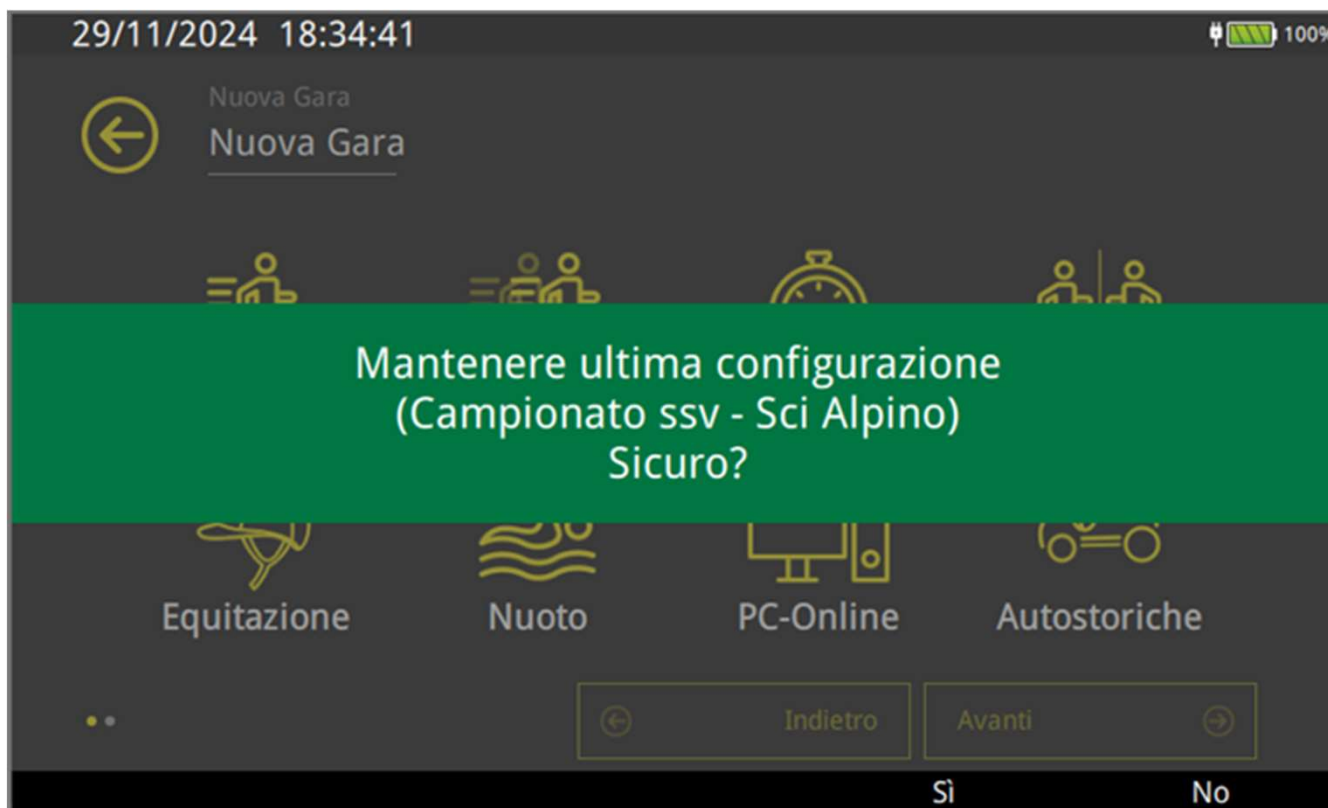 29/11/2024 18:34:41
100%
Nuova Gara
Nuova Gara
Mantenere ultima configurazione
(Campionato ssv - Sci Alpino)
Sicuro?
Equitazione
Nuoto
PC-Online
Autostoriche
Indietro
Avanti
Sì
No